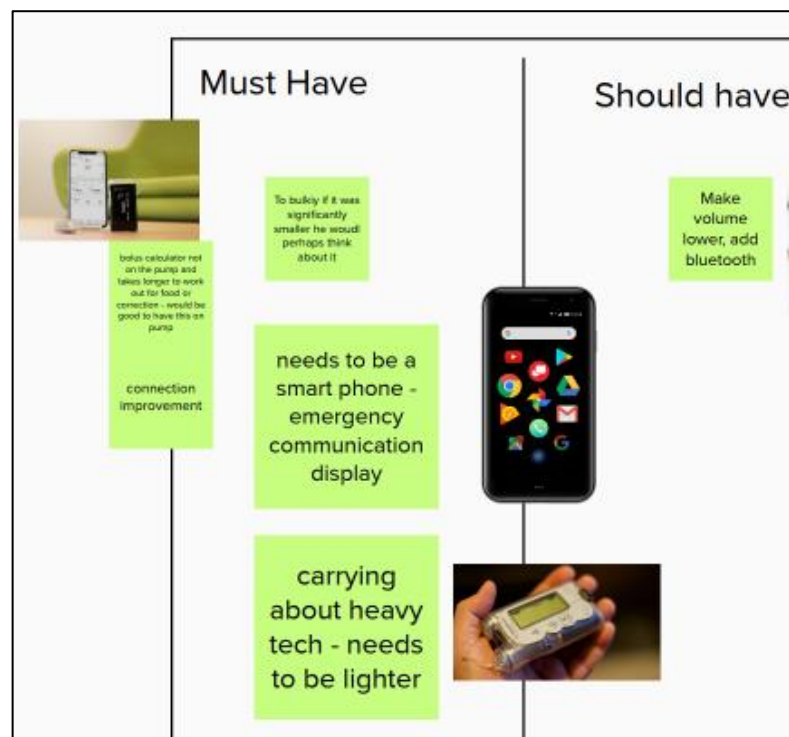 Must Have
Should have
To bulkiy if it was
significantly
smaller he woudl
perhaps think
about it
Make
volume
lower, add
bluetooth
bolus calculator not
on the pump and
takes longer to work
out for food or
correction - would be
good to have this on
pump
connection
improvement
needs to be a
smart phone -
emergency
communication
display
carrying
about heavy
tech - needs
to be lighter